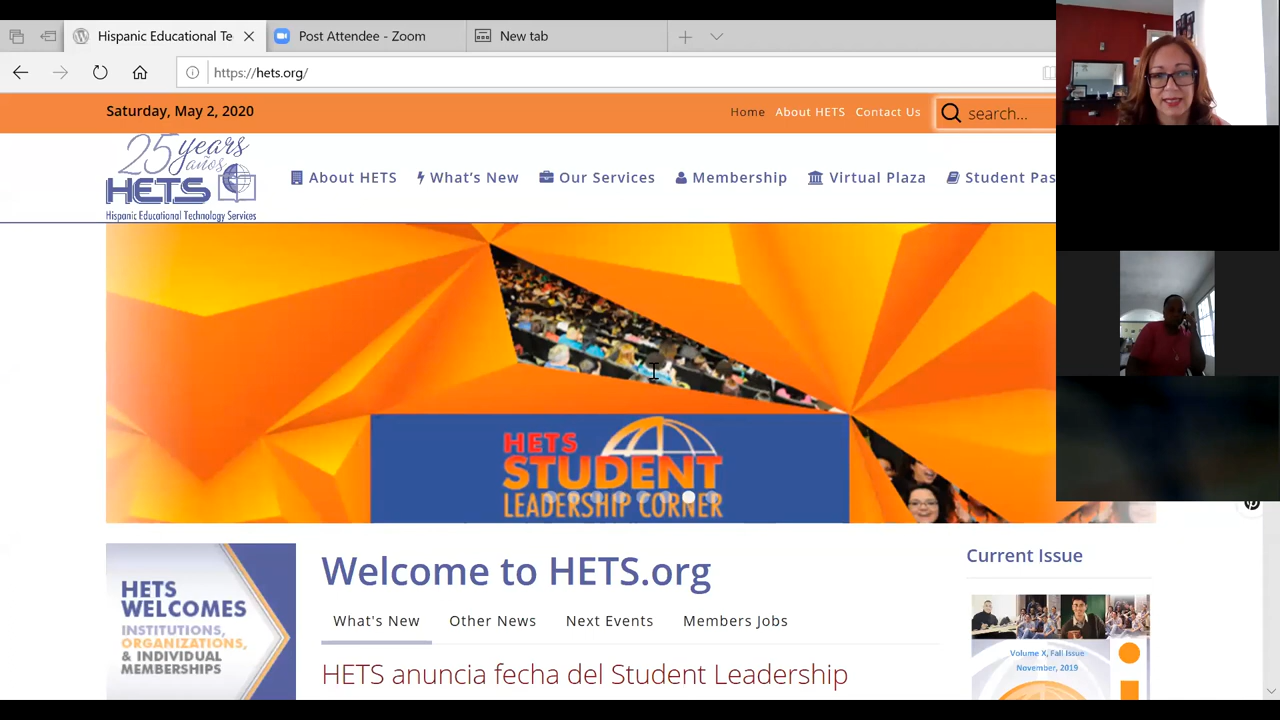 Hispanic Educational Te
Post Attendee - Zoom
New tab
https://hets.org/
Saturday, May 2, 2020
Home About HETS Contact Us
search...
25 years
años
HETS
Hispanic Educational Technology Services
About HETS What's New Our Services Membership Virtual Plaza Student Pas
HETS
STUDENT
LEADERSHIP CORNER
HETS
WELCOMES
INSTITUTIONS,
ORGANIZATIONS,
& INDIVIDUAL
MEMBERSHIPS
Welcome to HETS.org
What's New Other News Next Events Members Jobs
HETS anuncia fecha del Student Leadership
Current Issue
Volume X, Fall Issue
November, 2019